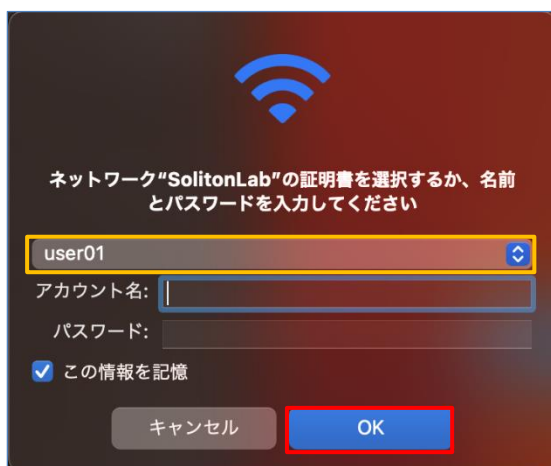 ネットワーク“SolitonLab”の証明書を選択するか、名前
とパスワードを入力してください
user01
アカウント名:
パスワード:
この情報を記憶
キャンセル
OK